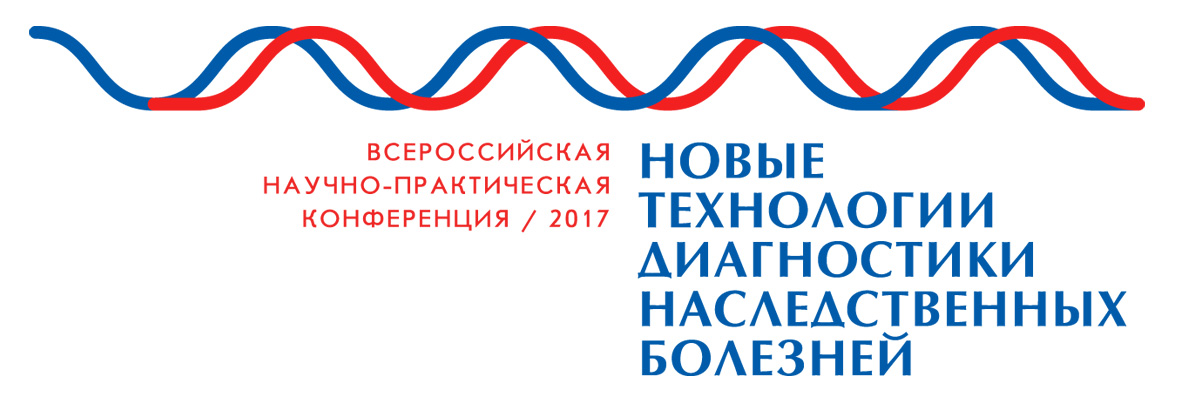 ВСЕРОССИЙСКАЯ
НАУЧНО-ПРАКТИЧЕСКАЯ
КОНФЕРЕНЦИЯ / 2017
НОВЫЕ
ТЕХНОЛОГИИ
ДИАГНОСТИКИ
НАСЛЕДСТВЕННЫХ
БОЛЕЗНЕЙ